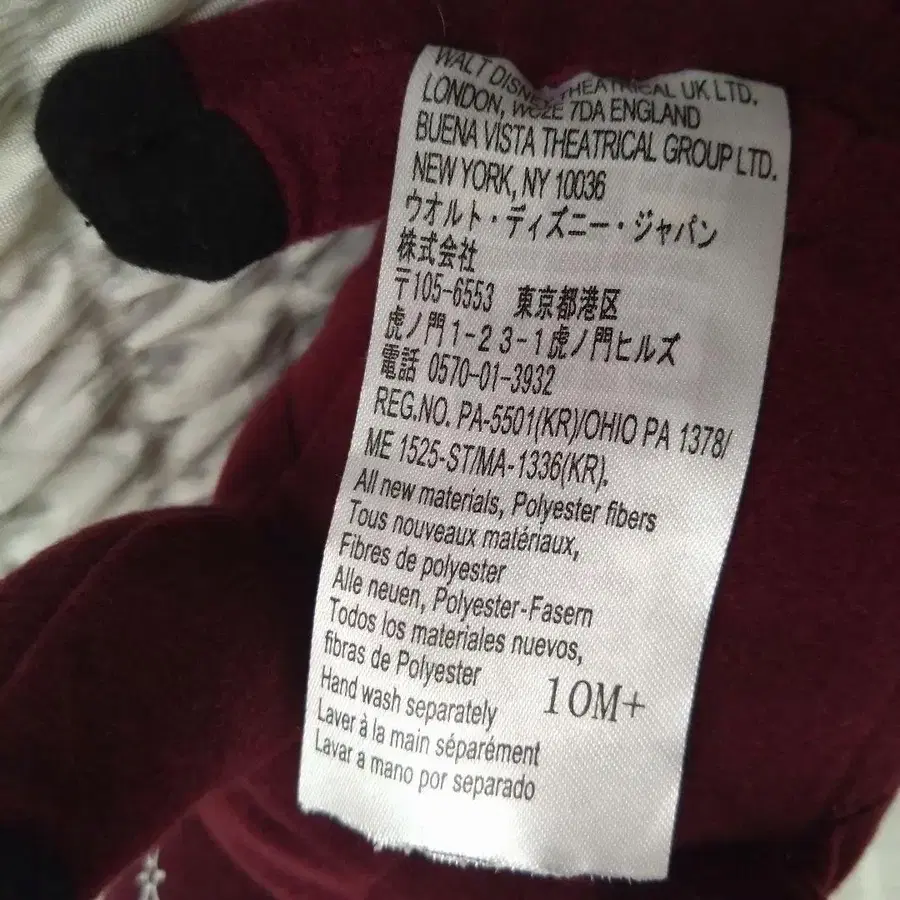 WALT DISNEY THEATRICAL UK LTD.
LONDON, WC2E 7DA ENGLAND
BUENA VISTA THEATRICAL GROUP LTD.
NEW YORK, NY 10036
ウオルト・ディズニー・ジャパン
株式会社
〒105-6553 東京都港区
虎ノ門1-23-1虎ノ門ヒルズ
電話 0570-01-3932
REG.NO. PA-5501(KR)/OHIO PA 1378/
ME 1525-ST/MA-1336(KR).
All new materials, Polyester fibers
Tous nouveaux matériaux,
Fibres de polyester
Alle neuen, Polyester-Fasern
Todos los materiales nuevos,
fibras de Polyester
Hand wash separately 10M+
Laver à la main séparément
Lavar a mano por separado